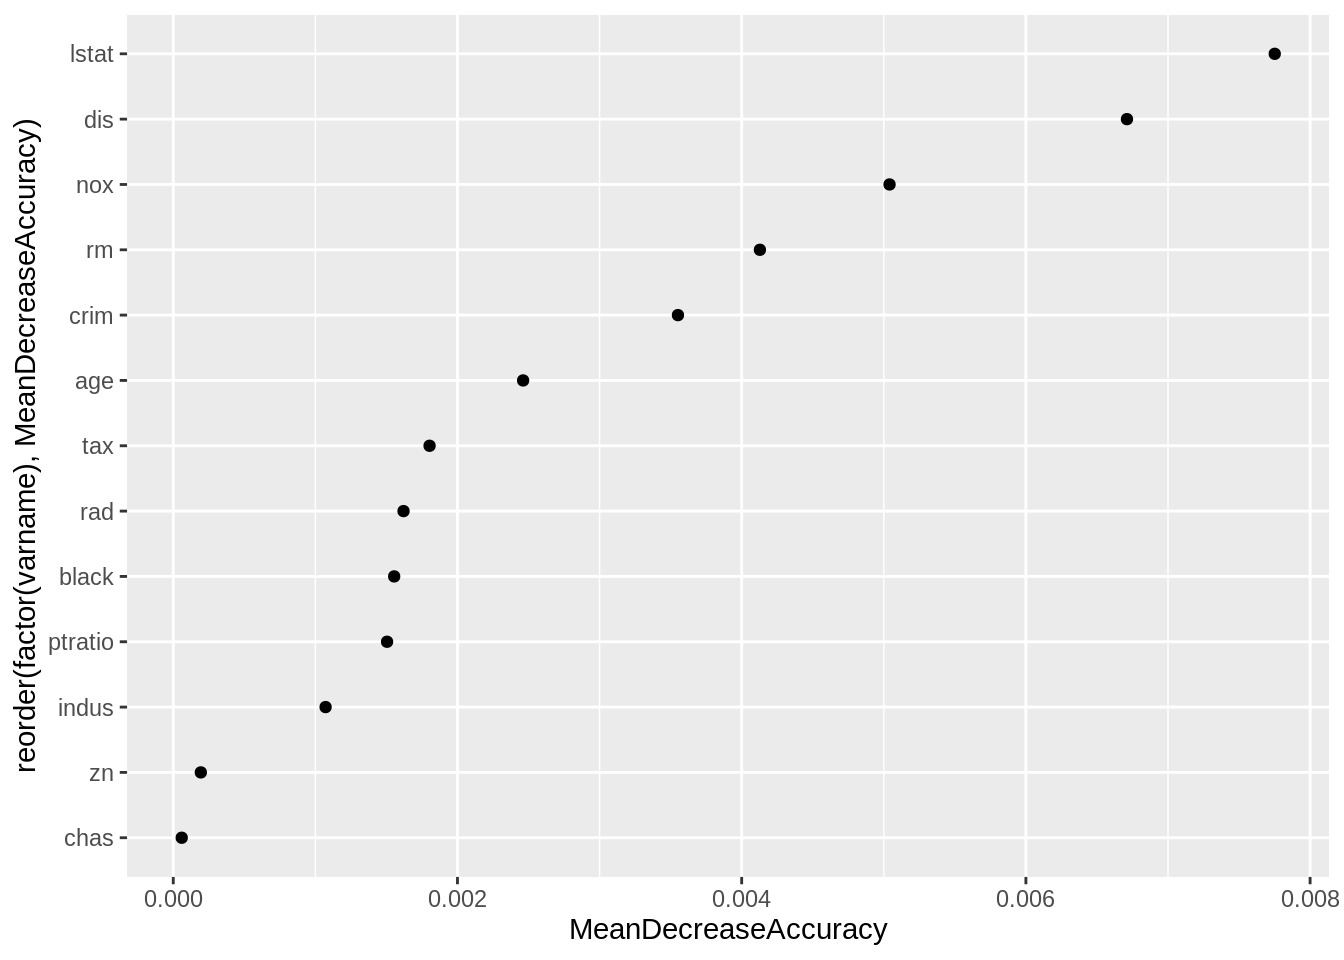 reorder(factor(varname), MeanDecreaseAccuracy)
lstat
dis
nox
rm
crim
age
tax
rad
black
ptratio
indus
zn
chas
0.000 0.002 0.004 0.006 0.008
MeanDecreaseAccuracy